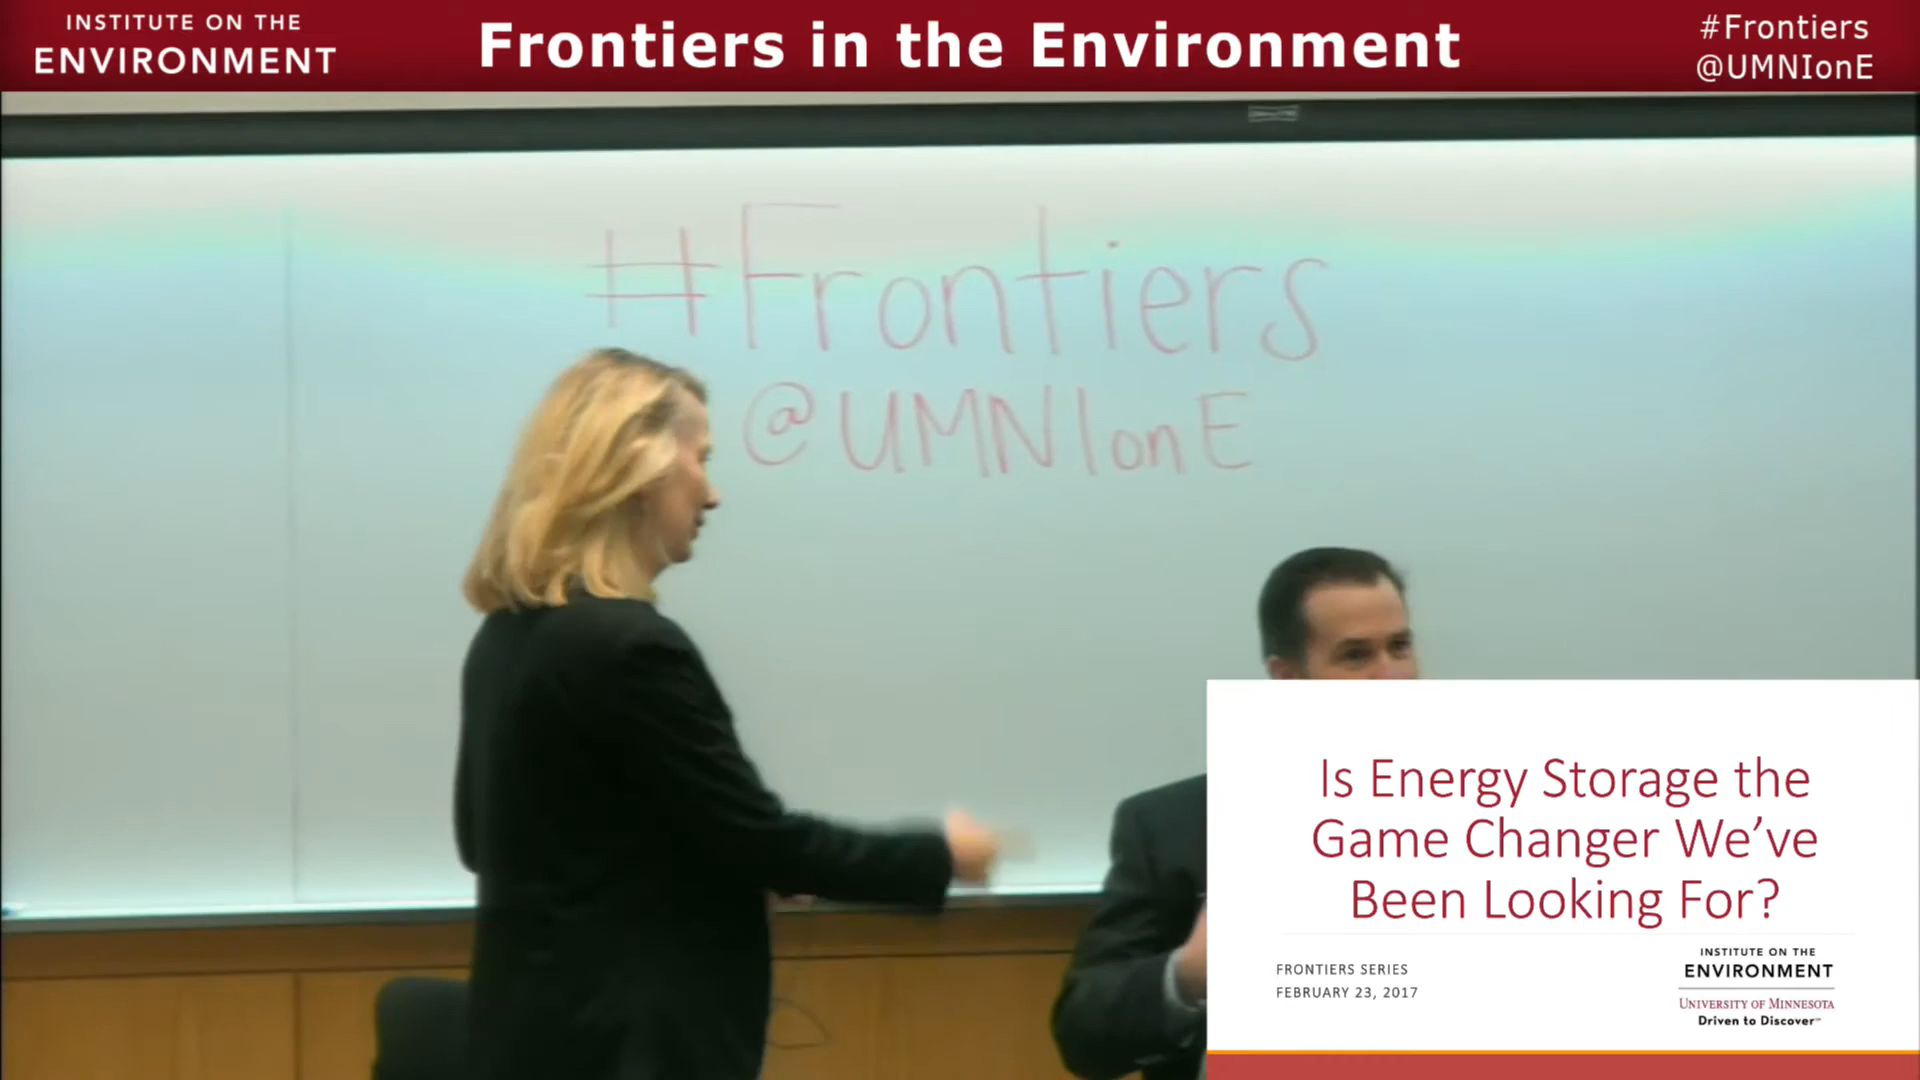 INSTITUTE ON THE
ENVIRONMENT
Frontiers in the Environment
#Frontiers
@UMNIonE
#Frontiers
@UMNIonE
Is Energy Storage the
Game Changer We've
Been Looking For?
FRONTIERS SERIES
FEBRUARY 23, 2017
INSTITUTE ON THE
ENVIRONMENT
UNIVERSITY OF MINNESOTA
Driven to Discover